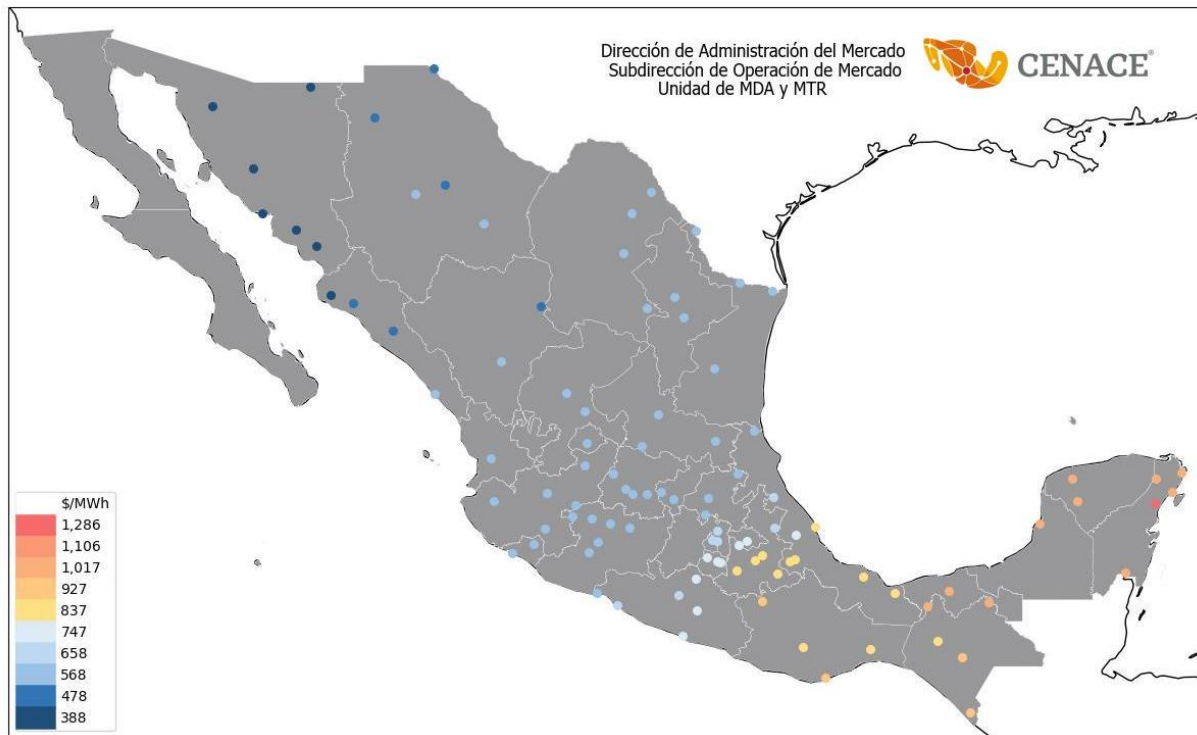 Dirección de Administración del Mercado
Subdirección de Operación de Mercado
Unidad de MDA y MTR
CENACE®
$/MWh
1,286
1,106
1,017
927
837
747
658
568
478
388